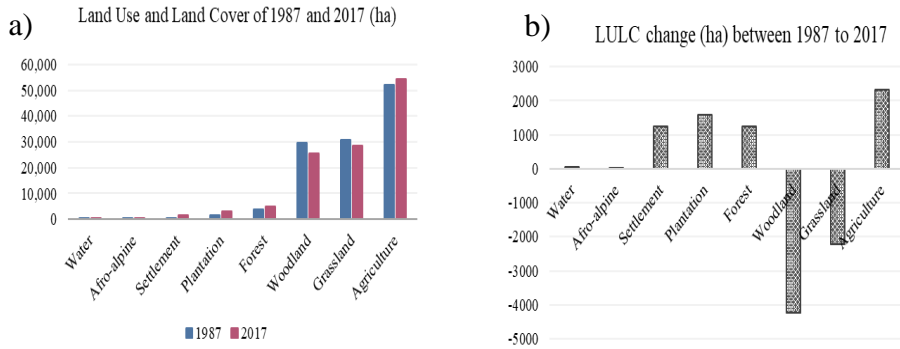 a)
Land Use and Land Cover of 1987 and 2017 (ha)
60,000
50,000
40,000
30,000
20,000
10,000
0
Water
Afro-alpine
Settlement
Plantation
Forest
Woodland
Grassland
Agriculture
1987
2017
b)
LULC change (ha) between 1987 to 2017
3000
2000
1000
0
-1000
-2000
-3000
-4000
-5000
Water
Afro-alpine
Settlement
Plantation
Forest
Woodland
Grassland
Agriculture